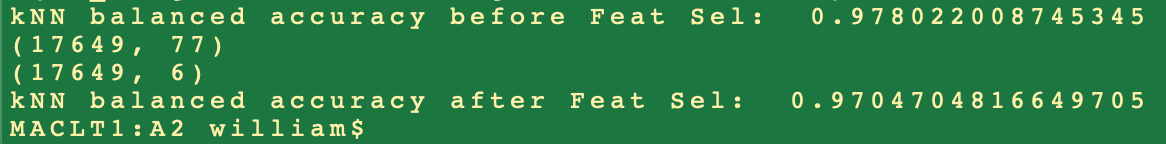 kNN balanced accuracy before Feat Sel:  0.978022008745345
(17649, 77)
(17649, 6)
kNN balanced accuracy after Feat Sel:  0.9704704816649705
MACLT1:A2 william$